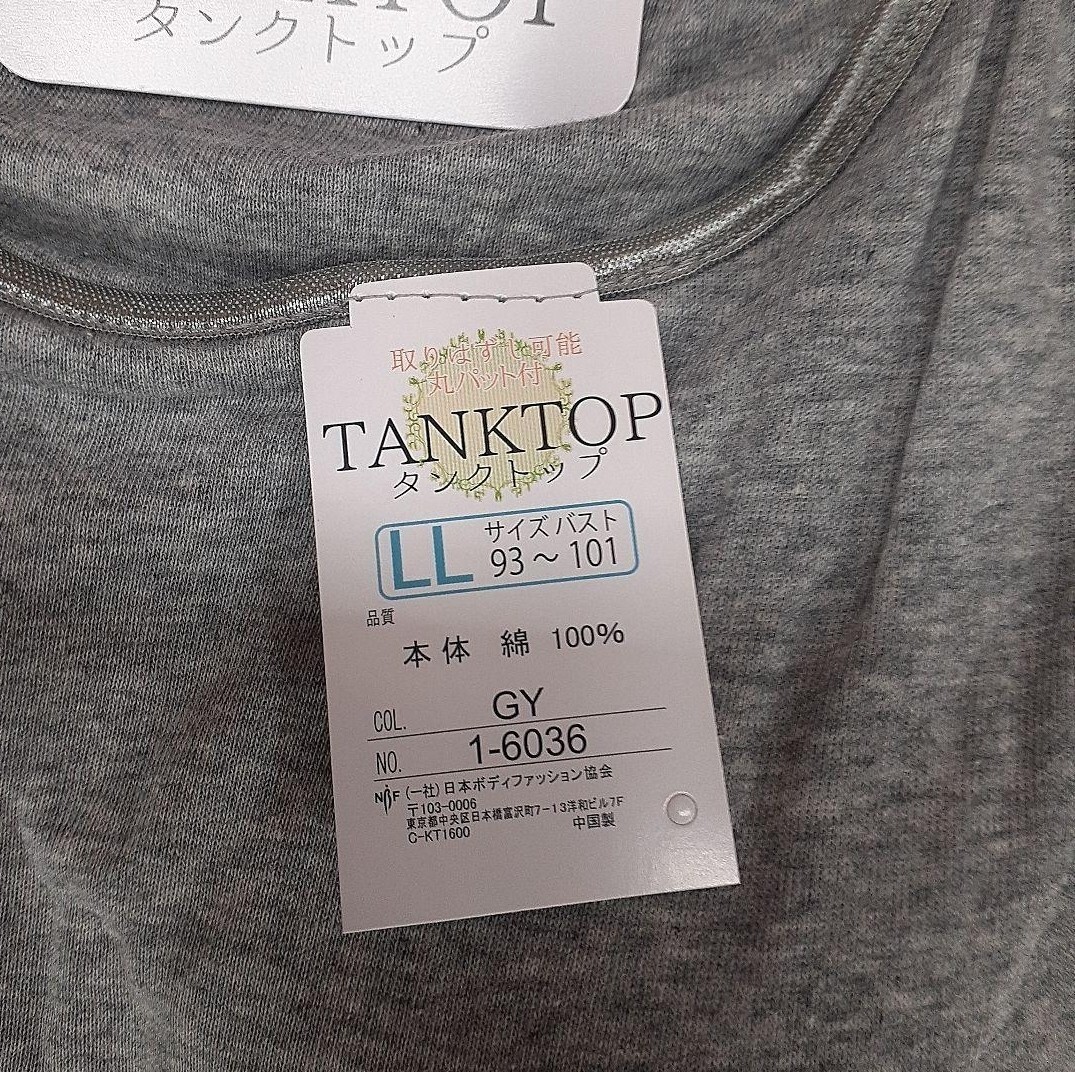 タンクトップ
取りはずし可能
丸パット付
TANKTOP
タンクトップ
LL サイズ バスト
93～101
品質
本体 綿 100%
COL. GY
NO. 1-6036
NBF (一社)日本ボディファッション協会
〒103-0006
東京都中央区日本橋富沢町7-13洋和ビル7F
C-KT1600 中国製